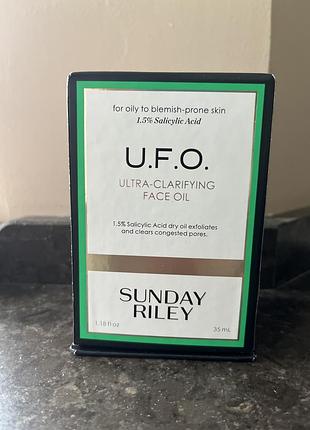 for oily to blemish-prone skin
1.5% Salicylic Acid
U.F.O.
ULTRA-CLARIFYING
FACE OIL
1.5% Salicylic Acid dry oil exfoliates
and clears congested pores.
SUNDAY
RILEY
1.18 fl oz 35 mL